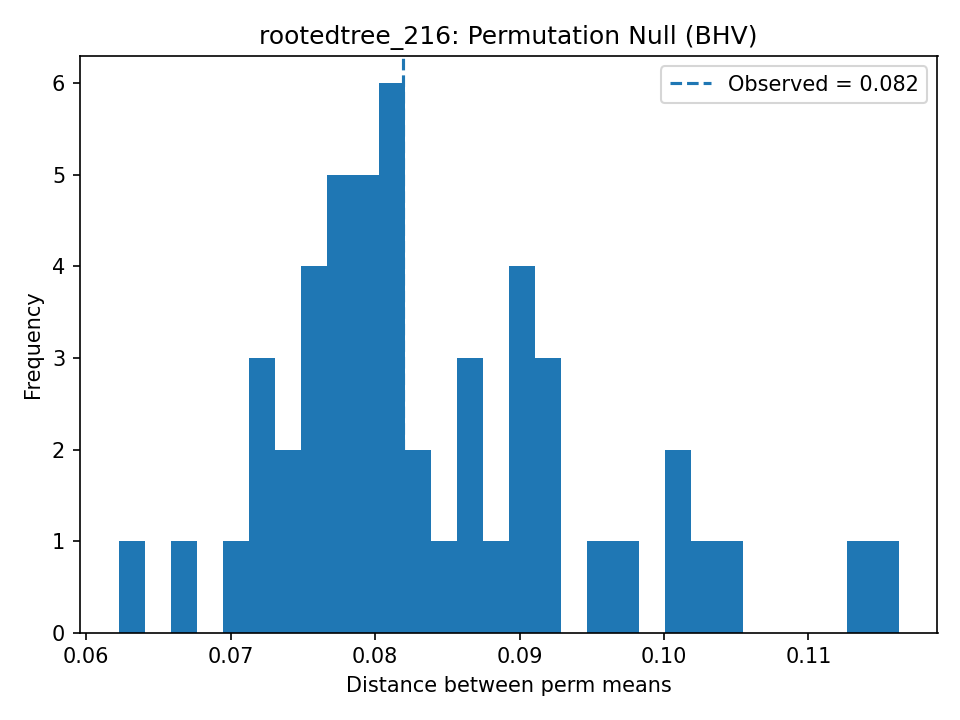 rootedtree_216: Permutation Null (BHV)
Observed = 0.082
Frequency
6
5
4
3
2
1
0
0.06 0.07 0.08 0.09 0.10 0.11
Distance between perm means